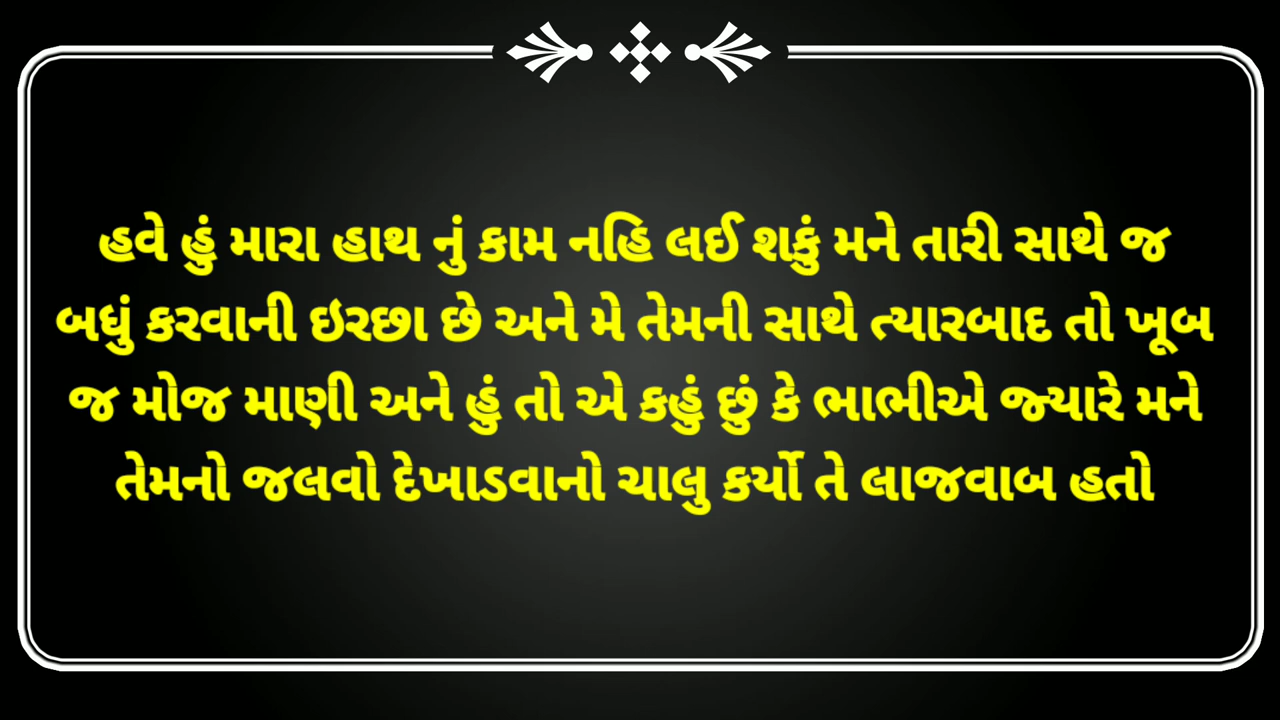 હવે હું મારા હાથ નું કામ નહિ લઈ શકું મને તારી સાથે જ
બધું કરવાની ઇરછા છે અને મે તેમની સાથે ત્યારબાદ તો ખૂબ
જ મોજ માણી અને હું તો એ કહું છું કે ભાભીએ જ્યારે મને
તેમનો જલવો દેખાડવાનો ચાલુ કર્યો તે લાજવાબ હતો